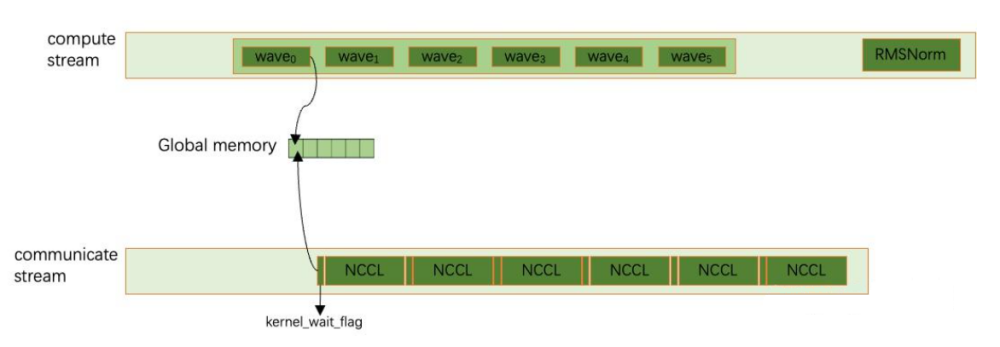 compute
stream
wave₀ wave₁ wave₂ wave₃ wave₄ wave₅
RMSNorm
Global memory
communicate
stream
NCCL NCCL NCCL NCCL NCCL NCCL
kernel_wait_flag